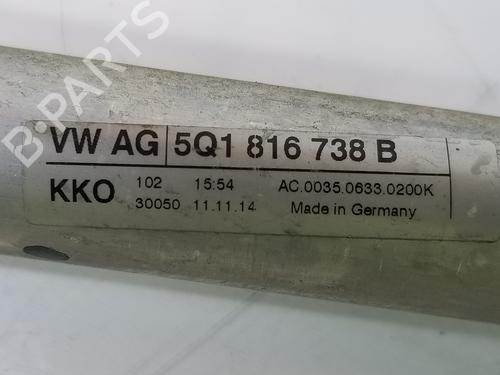 B-PARTS
VW AG 5Q1 816 738 B
KKO 102 15:54 AC.0035.0633.0200K
30050 11.11.14 Made in Germany